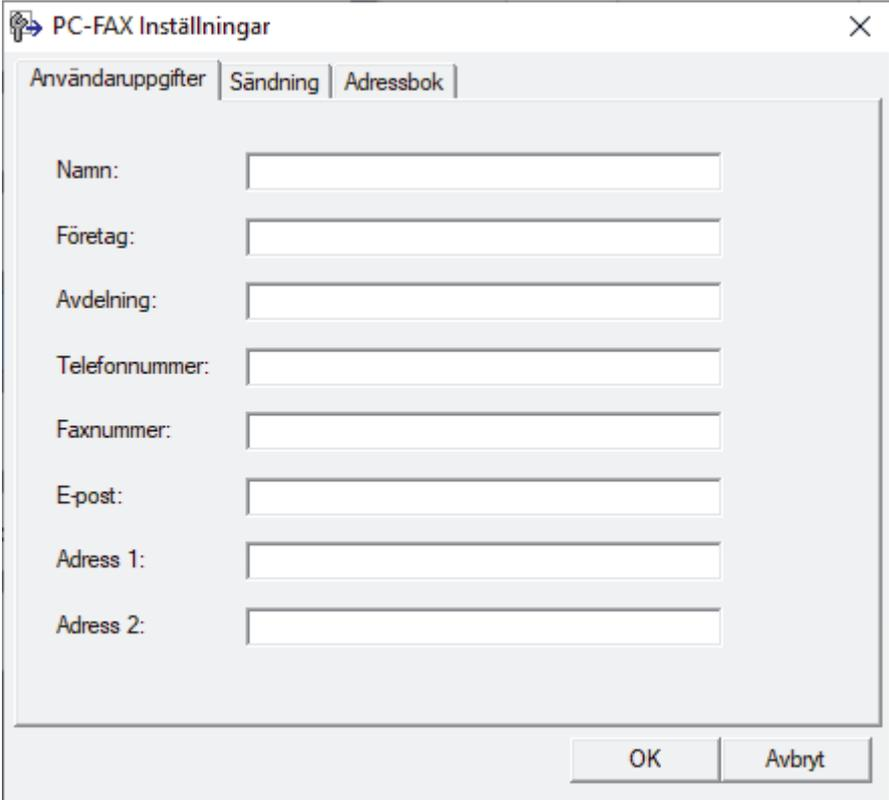 PC-FAX Inställningar
Användaruppgifter Sändning Adressbok
Namn:
Företag:
Avdelning:
Telefonnummer:
Faxnummer:
E-post:
Adress 1:
Adress 2:
OK Avbryt